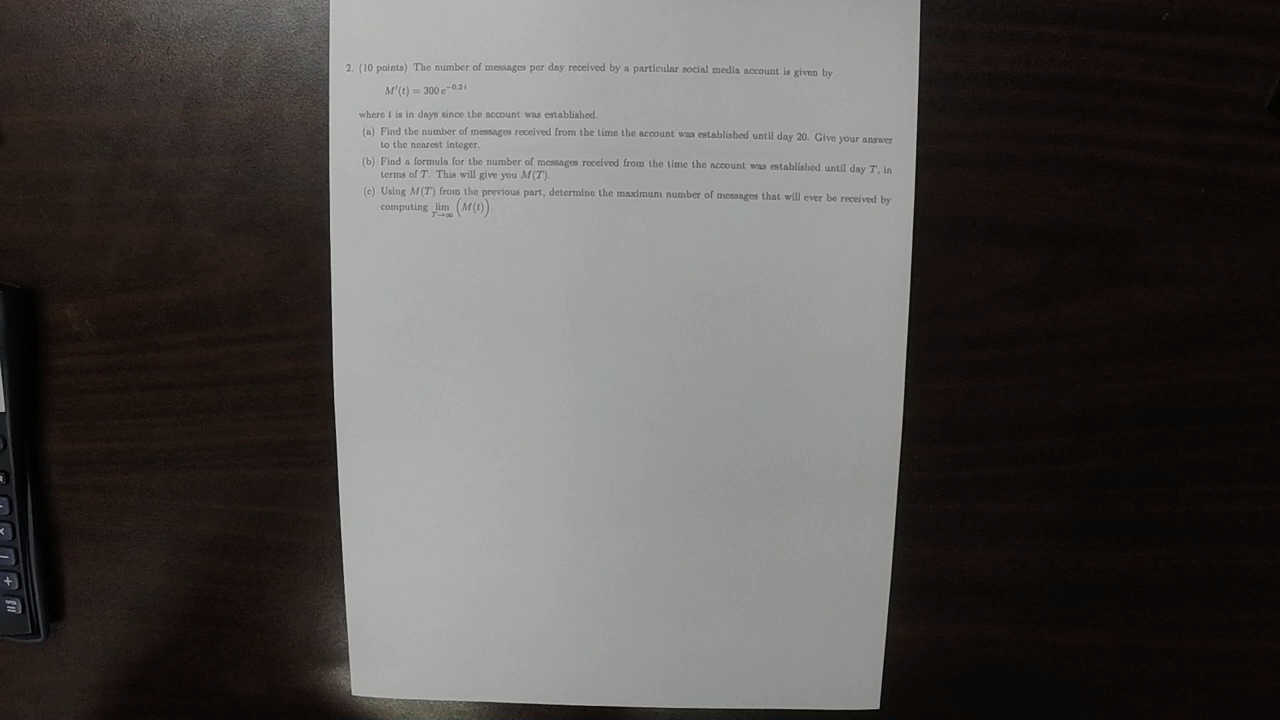 2. (10 points) The number of messages per day received by a particular social media account is given by
M′(t) = 300 e^{−0.2 t}
where t is in days since the account was established.
(a) Find the number of messages received from the time the account was established until day 20. Give your answer
to the nearest integer.
(b) Find a formula for the number of messages received from the time the account was established until day T, in
terms of T. This will give you M(T).
(c) Using M(T) from the previous part, determine the maximum number of messages that will ever be received by
computing lim_{T→∞} (M(t)).